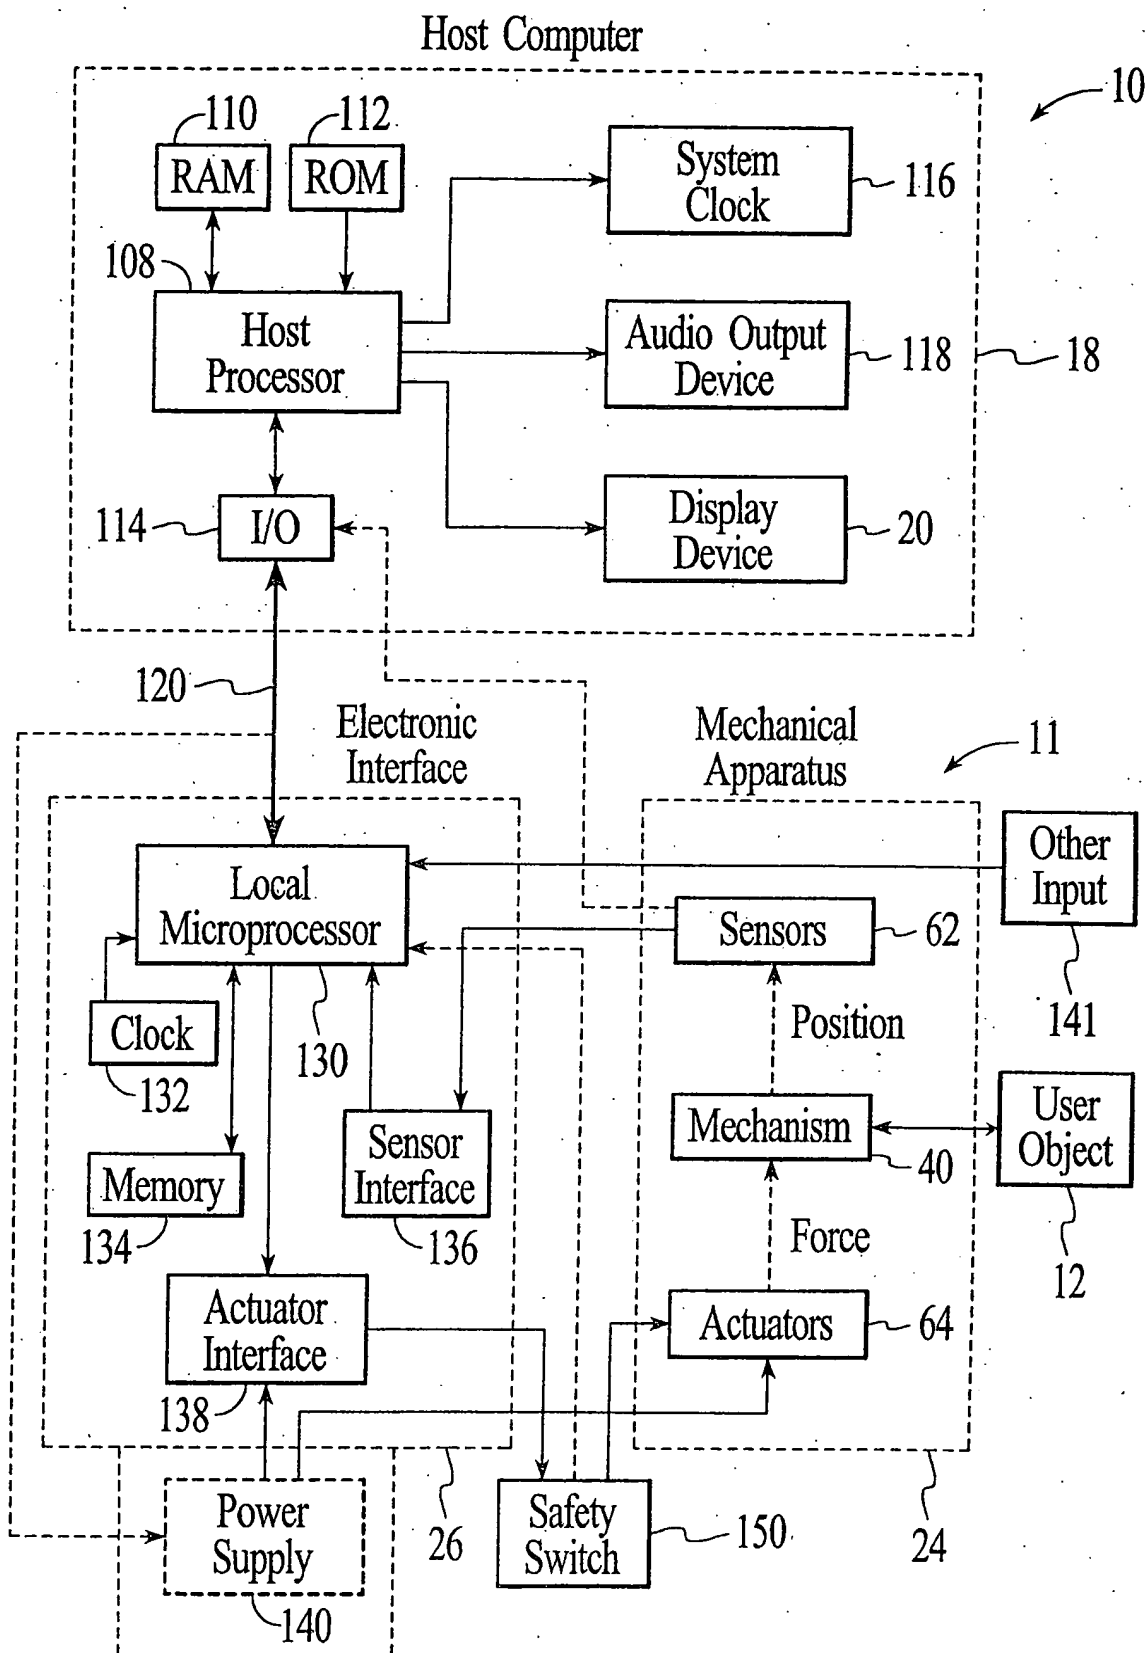 Host Computer
10
110
112
RAM
ROM
System
Clock
116
108
Host
Processor
Audio Output
Device
118
18
114
I/O
Display
Device
20
120
Electronic
Interface
Mechanical
Apparatus
11
Other
Input
141
Local
Microprocessor
130
Sensors
62
Clock
132
Position
Memory
134
Sensor
Interface
136
Mechanism
40
User
Object
12
Force
Actuator
Interface
138
Actuators
64
Power
Supply
140
26
Safety
Switch
150
24